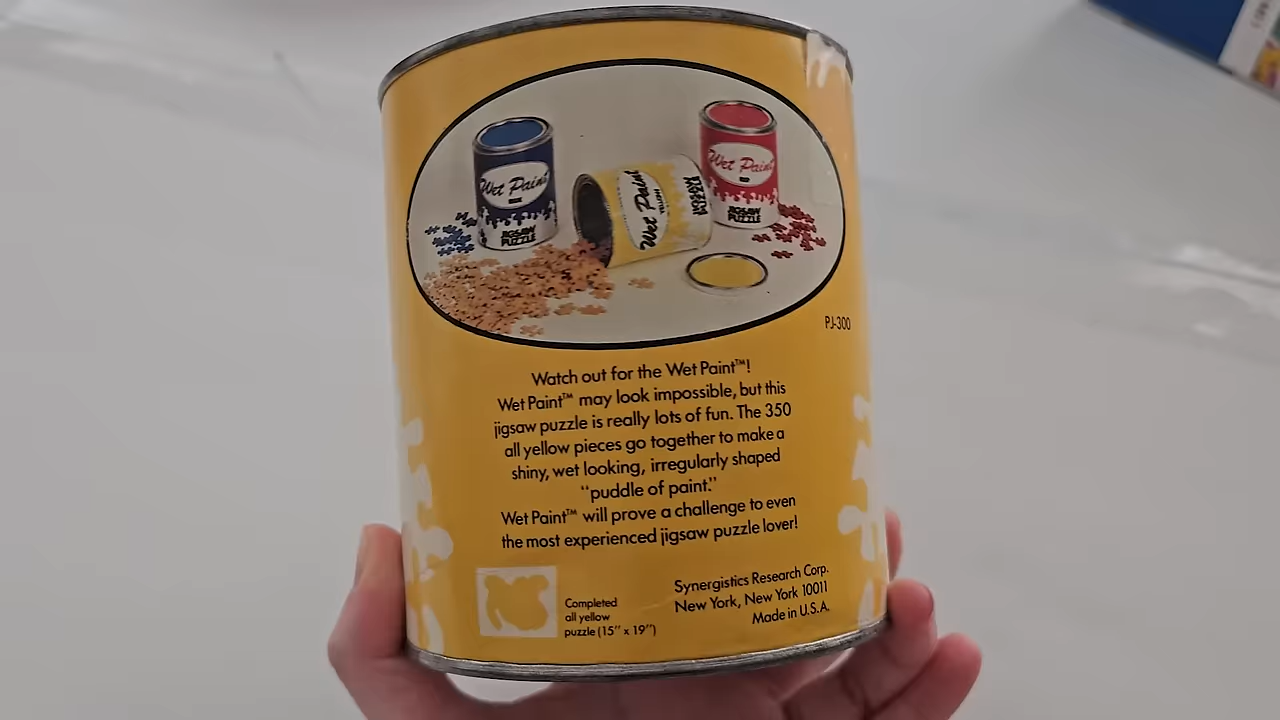 Wet Paint
JIGSAW
PUZZLE
Wet Paint
YELLOW
JIGSAW
PUZZLE
Wet Paint
JIGSAW
PUZZLE
PJ-300
Watch out for the Wet Paint™!
Wet Paint™ may look impossible, but this
jigsaw puzzle is really lots of fun. The 350
all yellow pieces go together to make a
shiny, wet looking, irregularly shaped
“puddle of paint.”
Wet Paint™ will prove a challenge to even
the most experienced jigsaw puzzle lover!
Completed
all yellow
puzzle (15" x 19")
Synergistics Research Corp.
New York, New York 10011
Made in U.S.A.